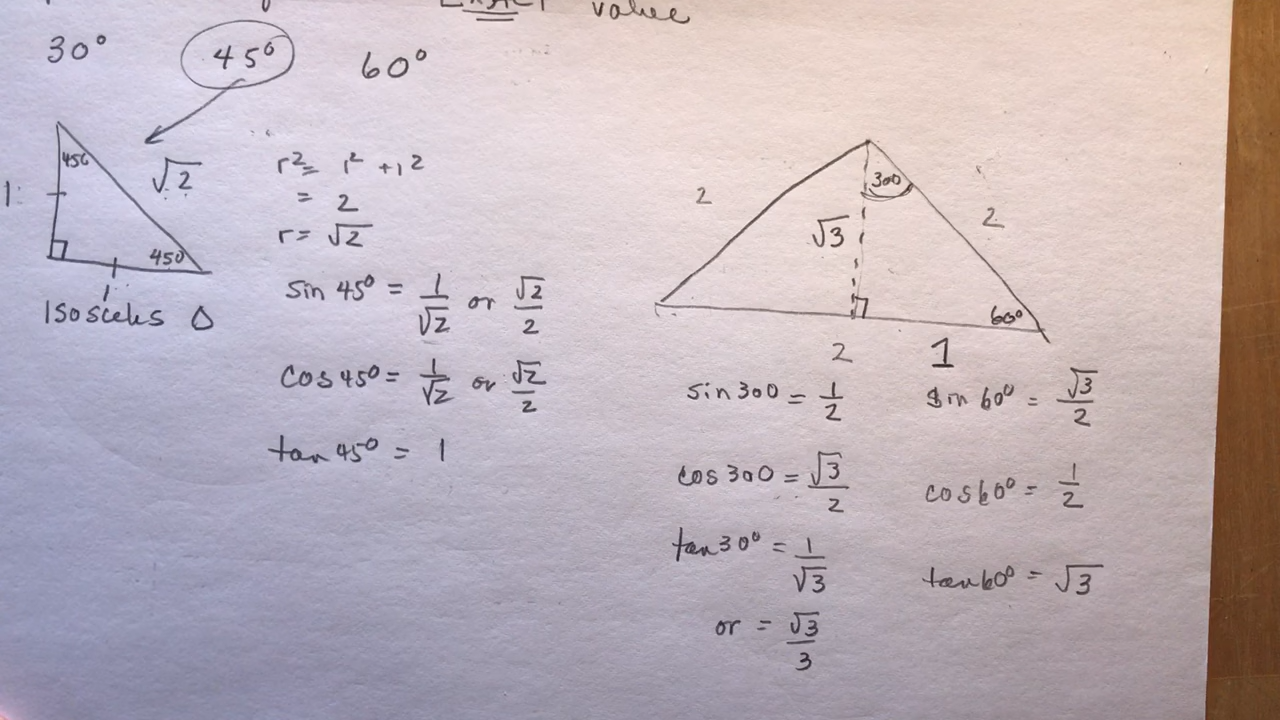 EXACT value
30° 45° 60°
45°
1
√2
45°
1
Isosceles Δ
r² = 1² + 1²
= 2
r = √2
sin 45° = 1/√2 or √2/2
cos 45° = 1/√2 or √2/2
tan 45° = 1
30°
2
√3
2
60°
2 1
sin 30° = 1/2
cos 30° = √3/2
tan 30° = 1/√3
or = √3/3
sin 60° = √3/2
cos 60° = 1/2
tan 60° = √3